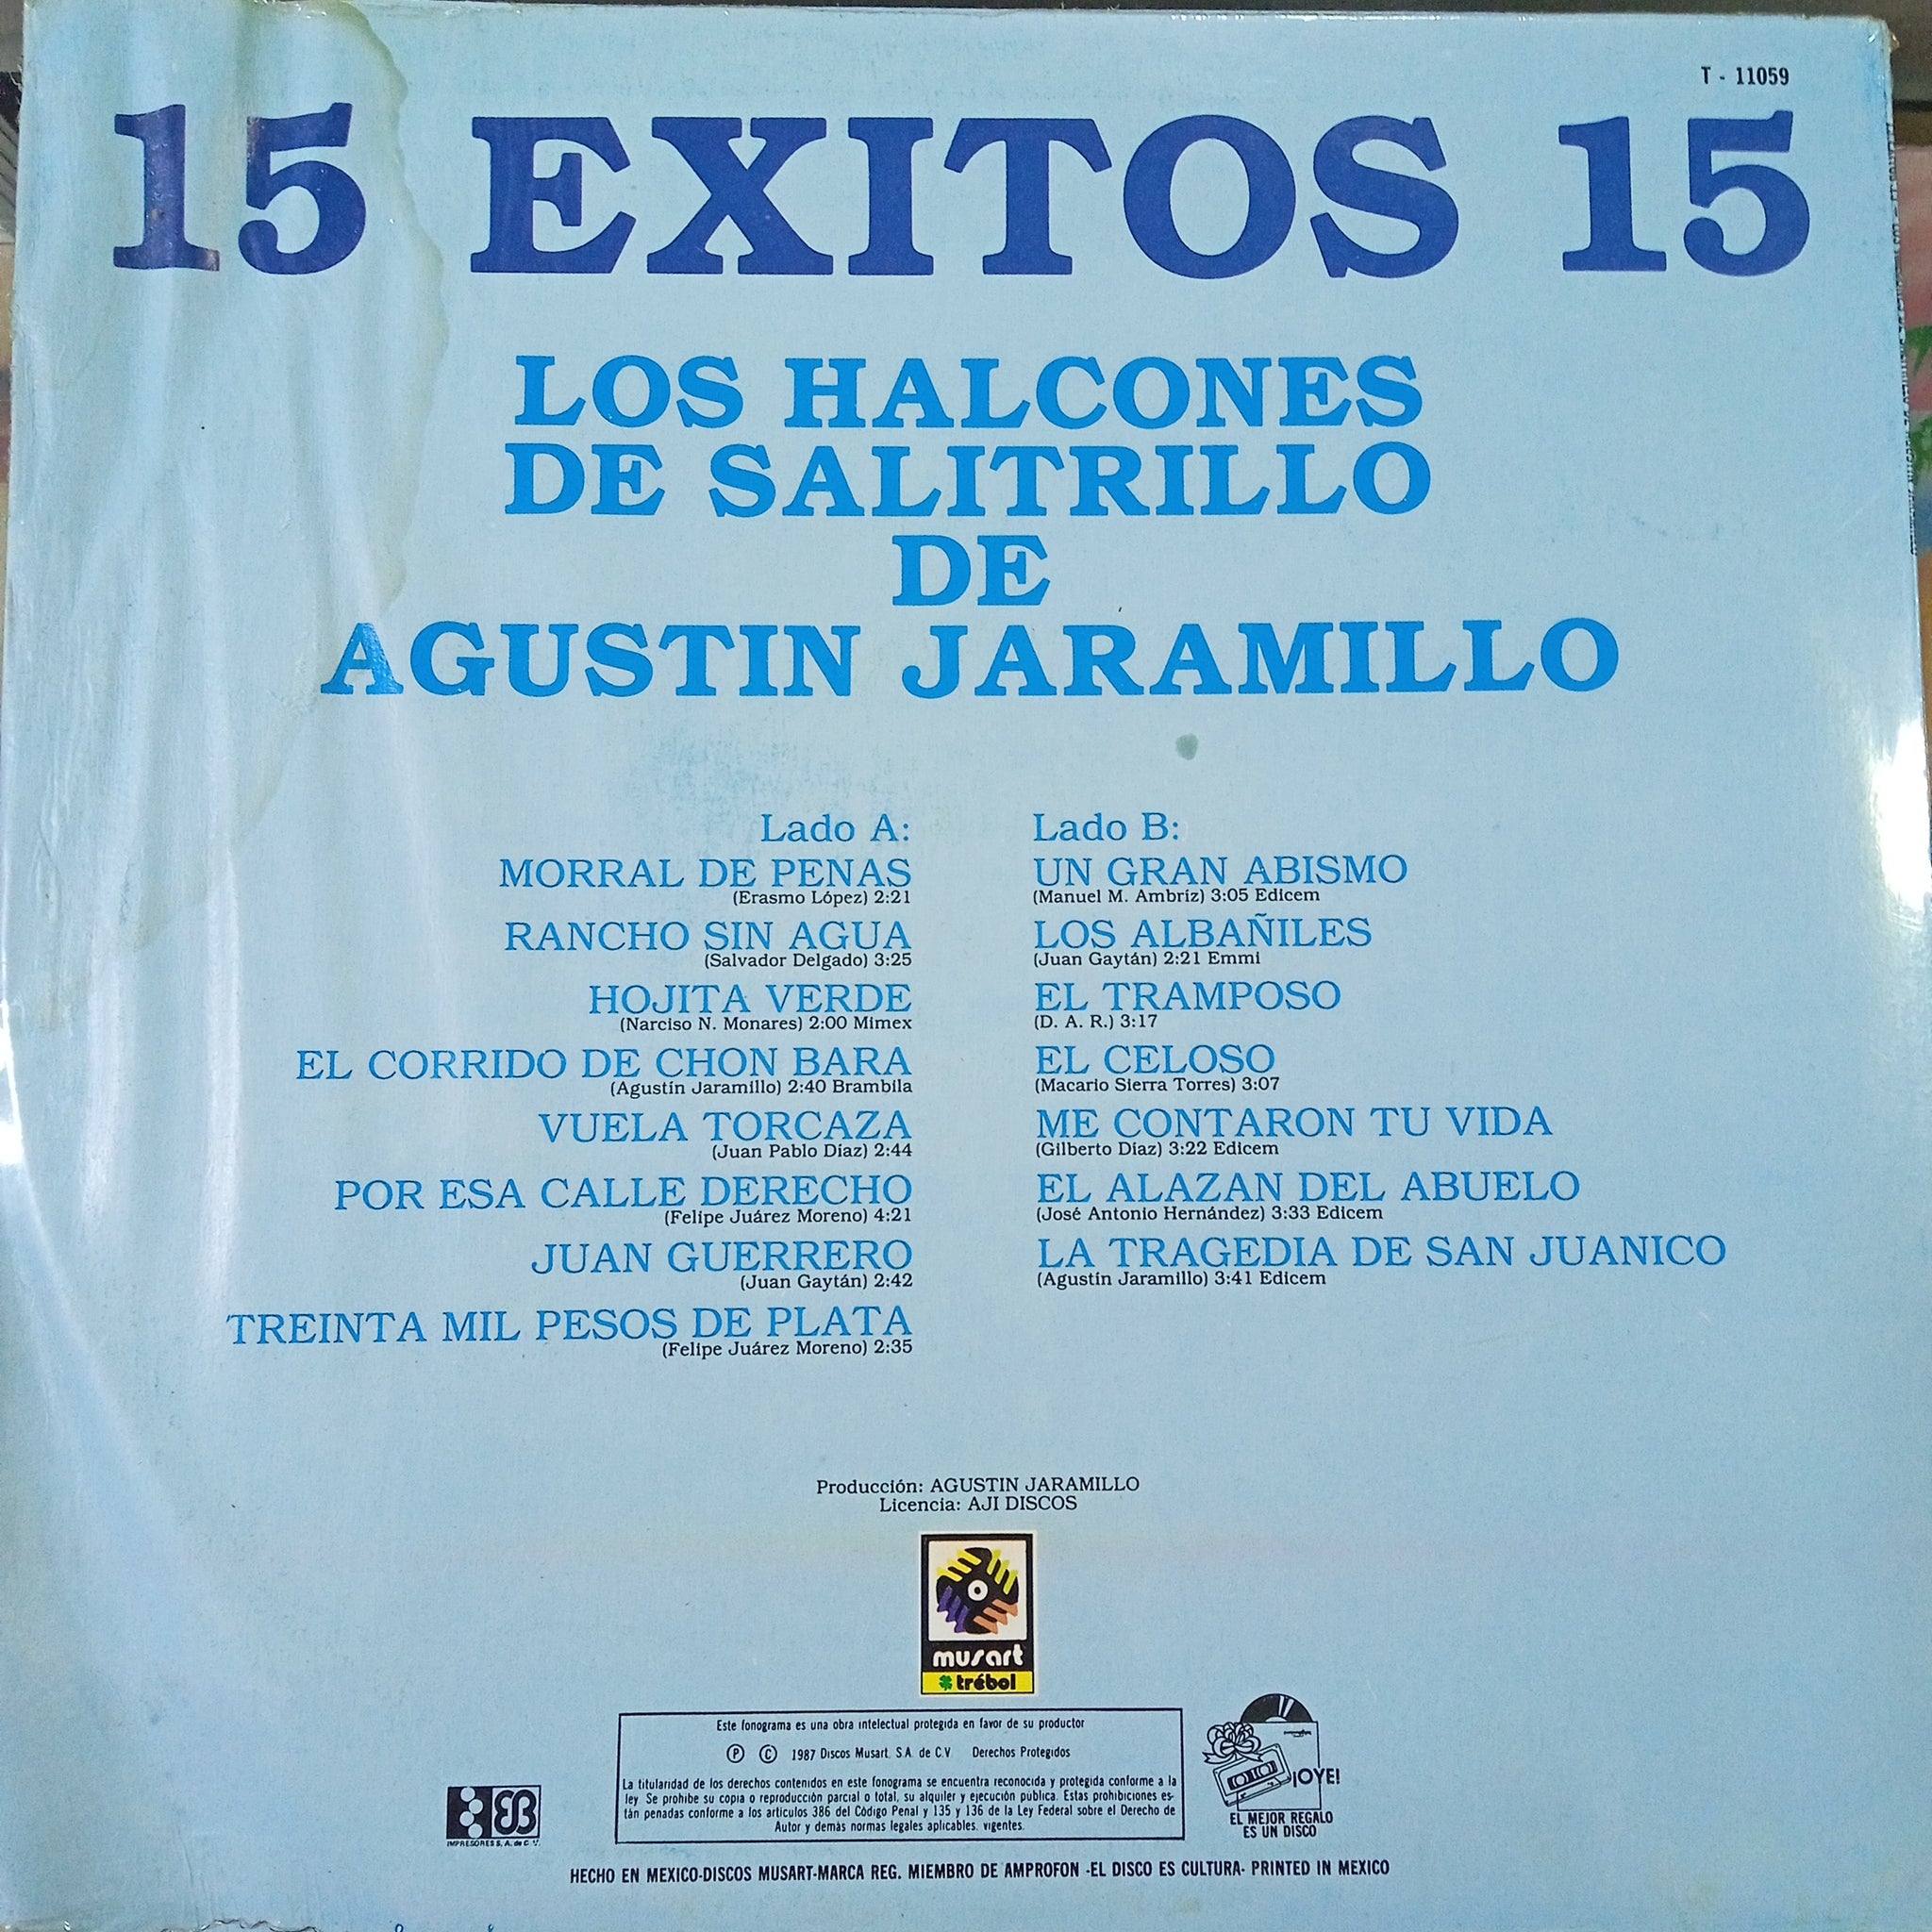 T - 11059
15 EXITOS 15
LOS HALCONES
DE SALITRILLO
DE
AGUSTIN JARAMILLO
Lado A:
MORRAL DE PENAS
(Erasmo López) 2:21
RANCHO SIN AGUA
(Salvador Delgado) 3:25
HOJITA VERDE
(Narciso N. Monares) 2:00 Mimex
EL CORRIDO DE CHON BARA
(Agustín Jaramillo) 2:40 Brambila
VUELA TORCAZA
(Juan Pablo Díaz) 2:44
POR ESA CALLE DERECHO
(Felipe Juárez Moreno) 4:21
JUAN GUERRERO
(Juan Gaytán) 2:42
TREINTA MIL PESOS DE PLATA
(Felipe Juárez Moreno) 2:35
Lado B:
UN GRAN ABISMO
(Manuel M. Ambríz) 3:05 Edicem
LOS ALBAÑILES
(Juan Gaytán) 2:21 Emmi
EL TRAMPOSO
(D. A. R.) 3:17
EL CELOSO
(Macario Sierra Torres) 3:07
ME CONTARON TU VIDA
(Gilberto Díaz) 3:22 Edicem
EL ALAZAN DEL ABUELO
(José Antonio Hernández) 3:33 Edicem
LA TRAGEDIA DE SAN JUANICO
(Agustín Jaramillo) 3:41 Edicem
Producción: AGUSTIN JARAMILLO
Licencia: AJI DISCOS
musart
trébol
Este fonograma es una obra intelectual protegida en favor de su productor
Ⓟ © 1987 Discos Musart. S.A. de C.V. Derechos Protegidos
La titularidad de los derechos contenidos en este fonograma se encuentra reconocida y protegida conforme a la
ley. Se prohibe su copia o reproducción parcial o total, su alquiler y ejecución pública. Estas prohibiciones es-
tán penadas conforme a los artículos 386 del Código Penal y 135 y 136 de la Ley Federal sobre el Derecho de
Autor y demás normas legales aplicables. vigentes.
¡OYE!
EL MEJOR REGALO
ES UN DISCO
IMPRESORES S. A. de C. V.
HECHO EN MEXICO-DISCOS MUSART-MARCA REG. MIEMBRO DE AMPROFON -EL DISCO ES CULTURA- PRINTED IN MEXICO